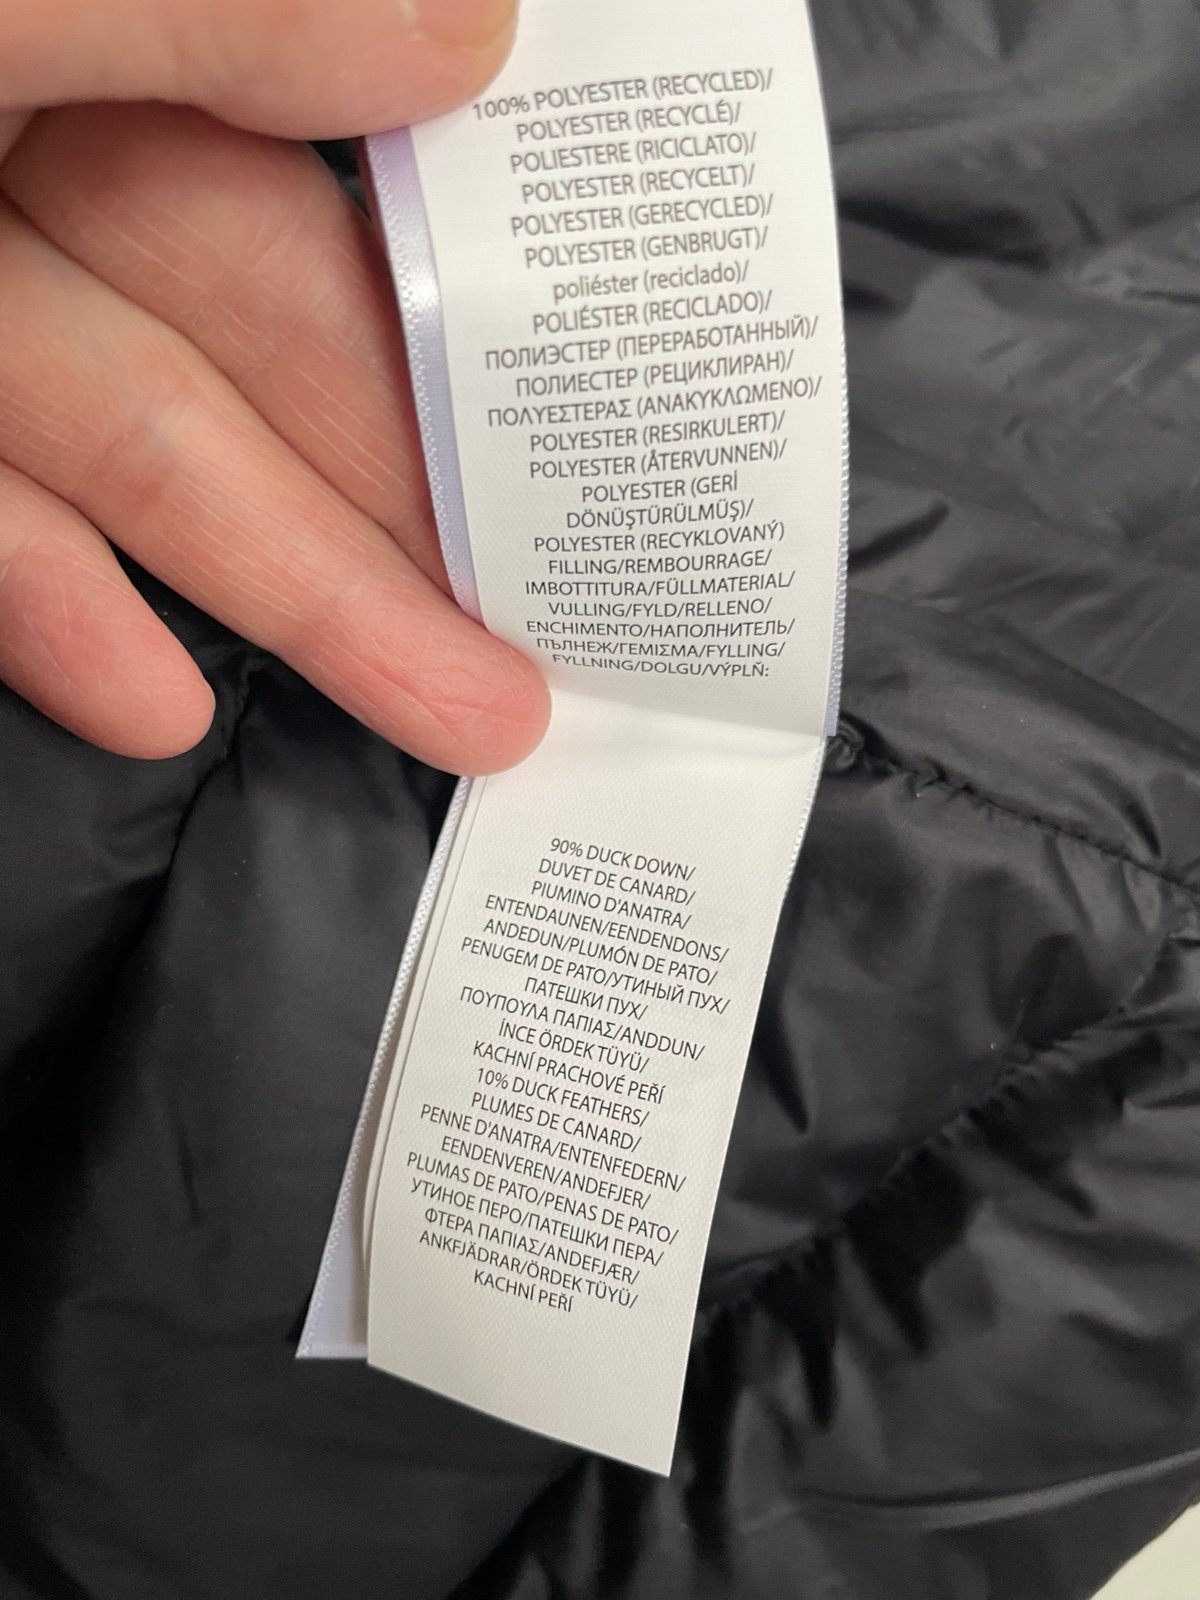 100% POLYESTER (RECYCLED)/
POLYESTER (RECYCLÉ)/
POLIESTERE (RICICLATO)/
POLYESTER (RECYCELT)/
POLYESTER (GERECYCLED)/
POLYESTER (GENBRUGT)/
poliéster (reciclado)/
POLIÉSTER (RECICLADO)/
ПОЛИЭСТЕР (ПЕРЕРАБОТАННЫЙ)/
ПОЛИЕСТЕР (РЕЦИКЛИРАН)/
ΠΟΛΥΕΣΤΕΡΑΣ (ΑΝΑΚΥΚΛΩΜΕΝΟ)/
POLYESTER (RESIRKULERT)/
POLYESTER (ÅTERVUNNEN)/
POLYESTER (GERİ
DÖNÜŞTÜRÜLMÜŞ)/
POLYESTER (RECYKLOVANÝ)
FILLING/REMBOURRAGE/
IMBOTTITURA/FÜLLMATERIAL/
VULLING/FYLD/RELLENO/
ENCHIMENTO/НАПОЛНИТЕЛЬ/
ПЪЛНЕЖ/ΓΕΜΙΣΜΑ/FYLLING/
FYLLNING/DOLGU/VÝPLŇ:
90% DUCK DOWN/
DUVET DE CANARD/
PIUMINO D'ANATRA/
ENTENDAUNEN/EENDENDONS/
ANDEDUN/PLUMÓN DE PATO/
PENUGEM DE PATO/УТИНЫЙ ПУХ/
ПАТЕШКИ ПУХ/
ΠΟΥΠΟΥΛΑ ΠΑΠΙΑΣ/ANDDUN/
İNCE ÖRDEK TÜYÜ/
KACHNÍ PRACHOVÉ PEŘÍ
10% DUCK FEATHERS/
PLUMES DE CANARD/
PENNE D'ANATRA/ENTENFEDERN/
EENDENVEREN/ANDEFJER/
PLUMAS DE PATO/PENAS DE PATO/
УТИНОЕ ПЕРО/ПАТЕШКИ ПЕРА/
ΦΤΕΡΑ ΠΑΠΙΑΣ/ANDEFJÆR/
ANKFJÄDRAR/ÖRDEK TÜYÜ/
KACHNÍ PEŘÍ